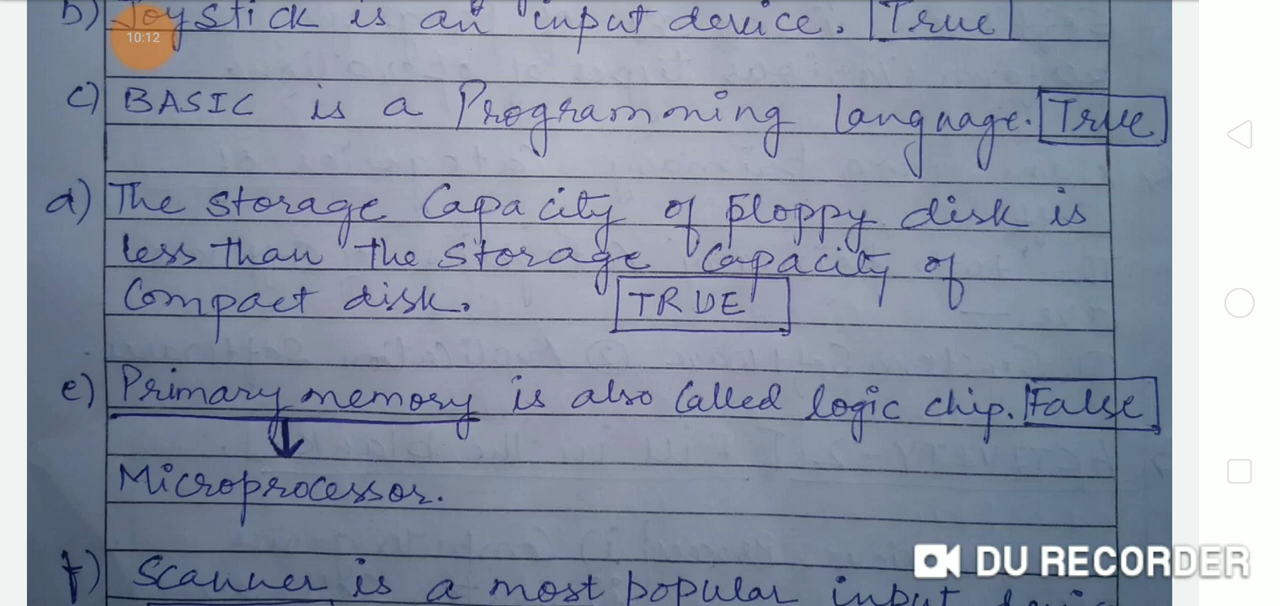 b) Joystick is an input device. True
10:12
c) BASIC is a Programming language. True
d) The Storage Capacity of Floppy disk is
less than the Storage Capacity of
Compact disk. TRUE
e) Primary memory is also Called logic chip. False
Microprocessor.
f) Scanner is a most popular input
DU RECORDER